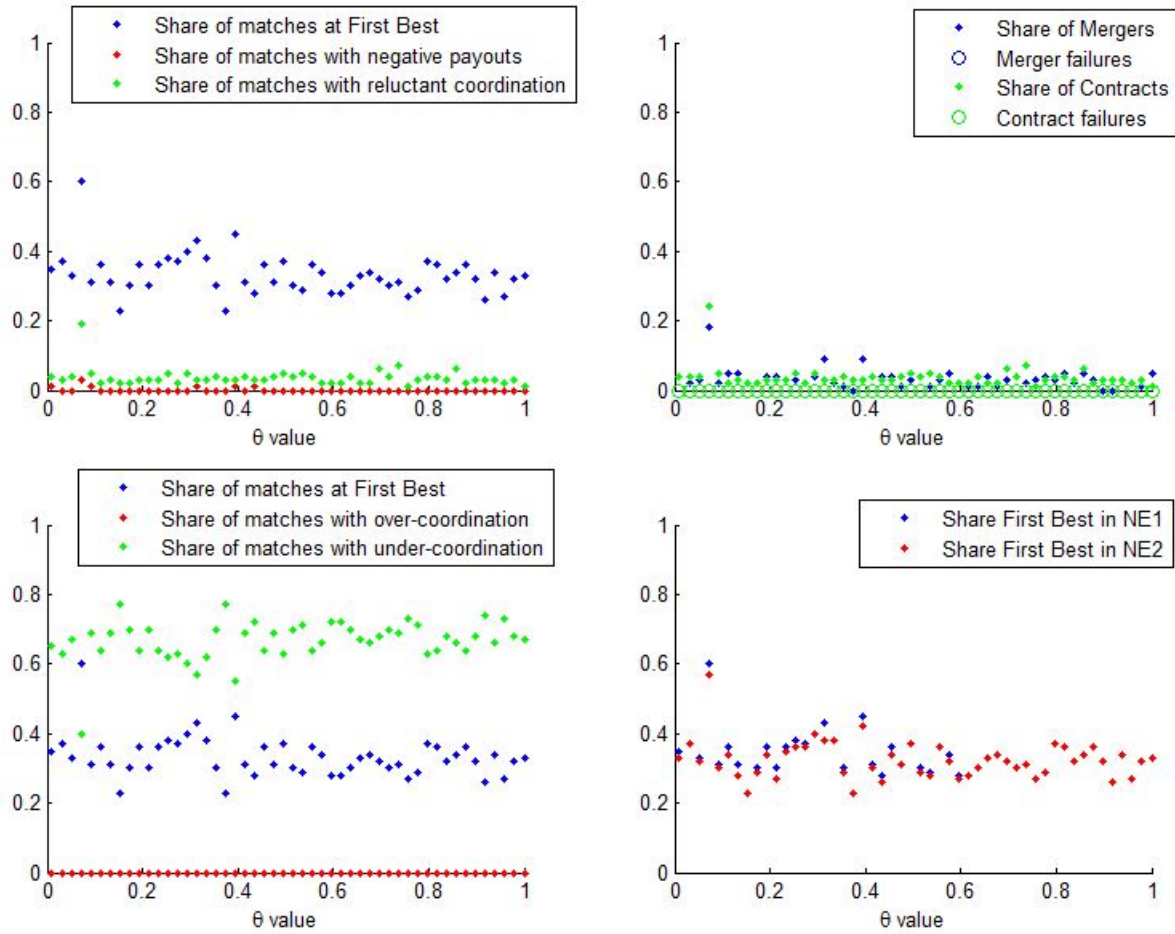 Share of matches at First Best
Share of matches with negative payouts
Share of matches with reluctant coordination
1
0.8
0.6
0.4
0.2
0
0 0.2 0.4 0.6 0.8 1
θ value
Share of Mergers
Merger failures
Share of Contracts
Contract failures
1
0.8
0.6
0.4
0.2
0
0 0.2 0.4 0.6 0.8 1
θ value
Share of matches at First Best
Share of matches with over-coordination
Share of matches with under-coordination
1
0.8
0.6
0.4
0.2
0
0 0.2 0.4 0.6 0.8 1
θ value
Share First Best in NE1
Share First Best in NE2
1
0.8
0.6
0.4
0.2
0
0 0.2 0.4 0.6 0.8 1
θ value